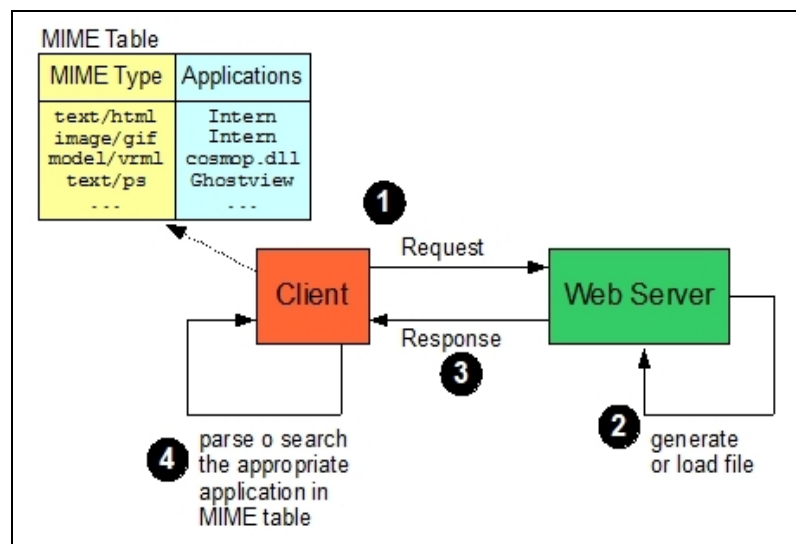 MIME Table
MIME Type Applications
text/html Intern
image/gif Intern
model/vrml cosmop.dll
text/ps Ghostview
... ...
1
Request
Client
Web Server
Response
3
2
generate
or load file
4
parse o search
the appropriate
application in
MIME table